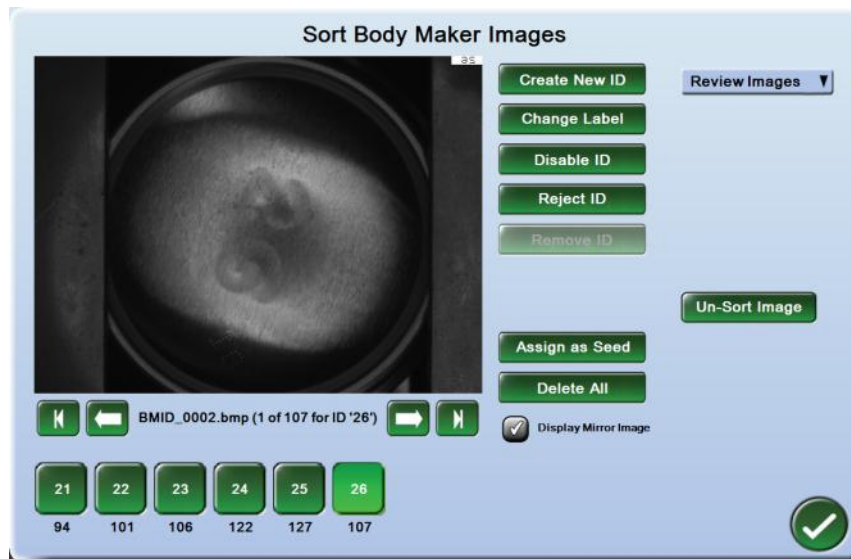 Sort Body Maker Images
Create New ID
Review Images
Change Label
Disable ID
Reject ID
Remove ID
Un-Sort Image
Assign as Seed
Delete All
BMID_0002.bmp (1 of 107 for ID '26')
Display Mirror Image
21 22 23 24 25 26
94 101 106 122 127 107